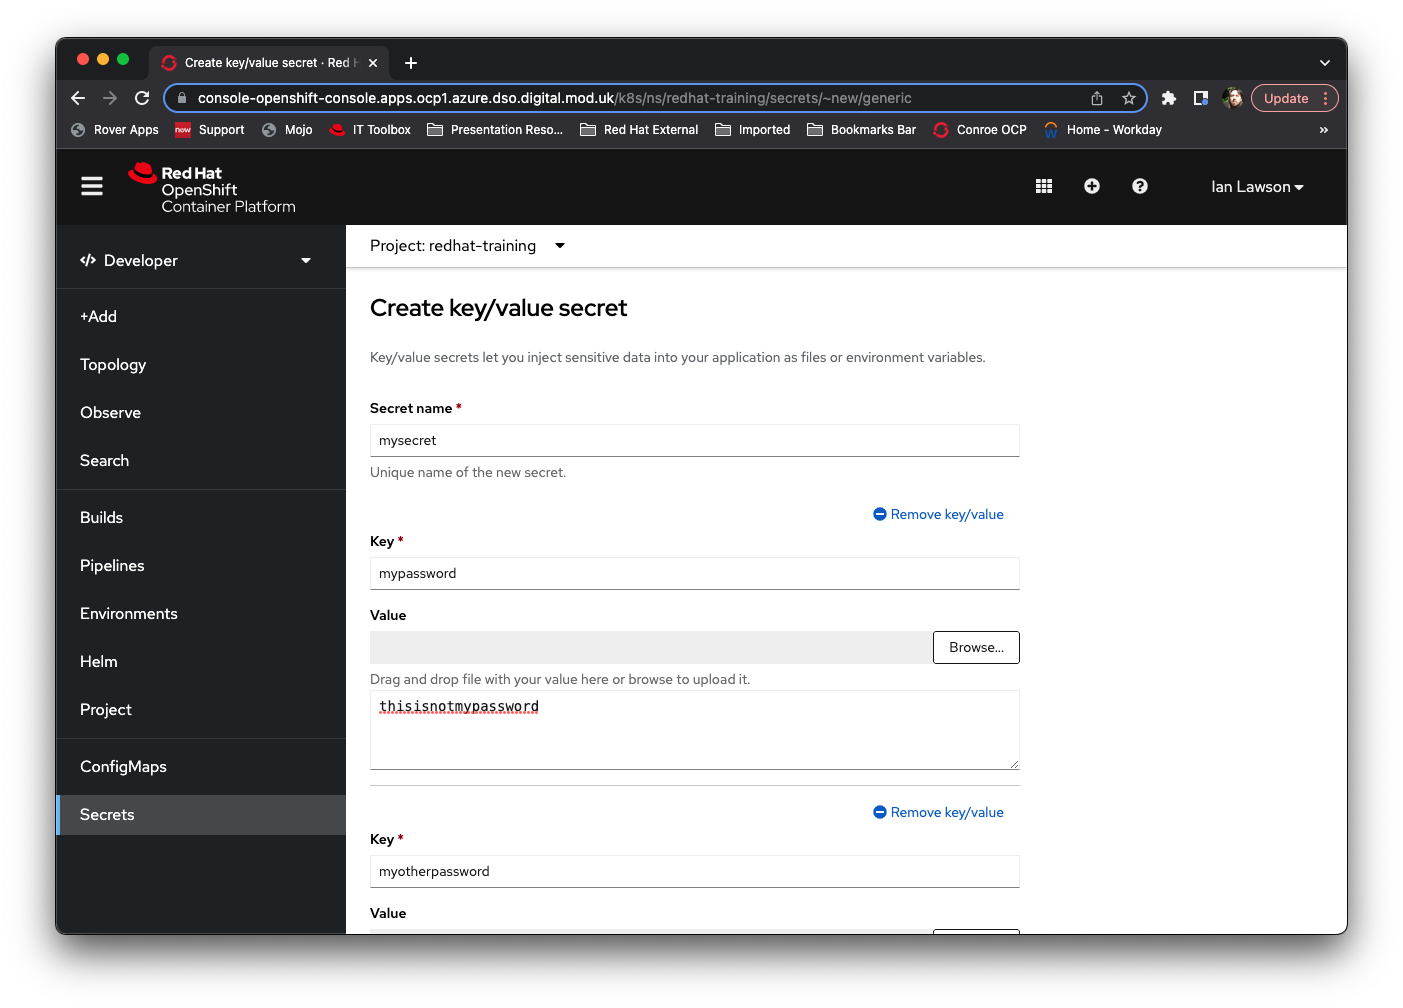 Create key/value secret · Red H
console-openshift-console.apps.ocp1.azure.dso.digital.mod.uk/k8s/ns/redhat-training/secrets/~new/generic
Update
Rover Apps
now Support
Mojo
IT Toolbox
Presentation Reso...
Red Hat External
Imported
Bookmarks Bar
Conroe OCP
Home - Workday
»
Red Hat
OpenShift
Container Platform
Ian Lawson
Developer
Project: redhat-training
+Add
Topology
Observe
Search
Builds
Pipelines
Environments
Helm
Project
ConfigMaps
Secrets
Create key/value secret
Key/value secrets let you inject sensitive data into your application as files or environment variables.
Secret name *
mysecret
Unique name of the new secret.
Remove key/value
Key *
mypassword
Value
Browse...
Drag and drop file with your value here or browse to upload it.
thisisnotmypassword
Remove key/value
Key *
myotherpassword
Value